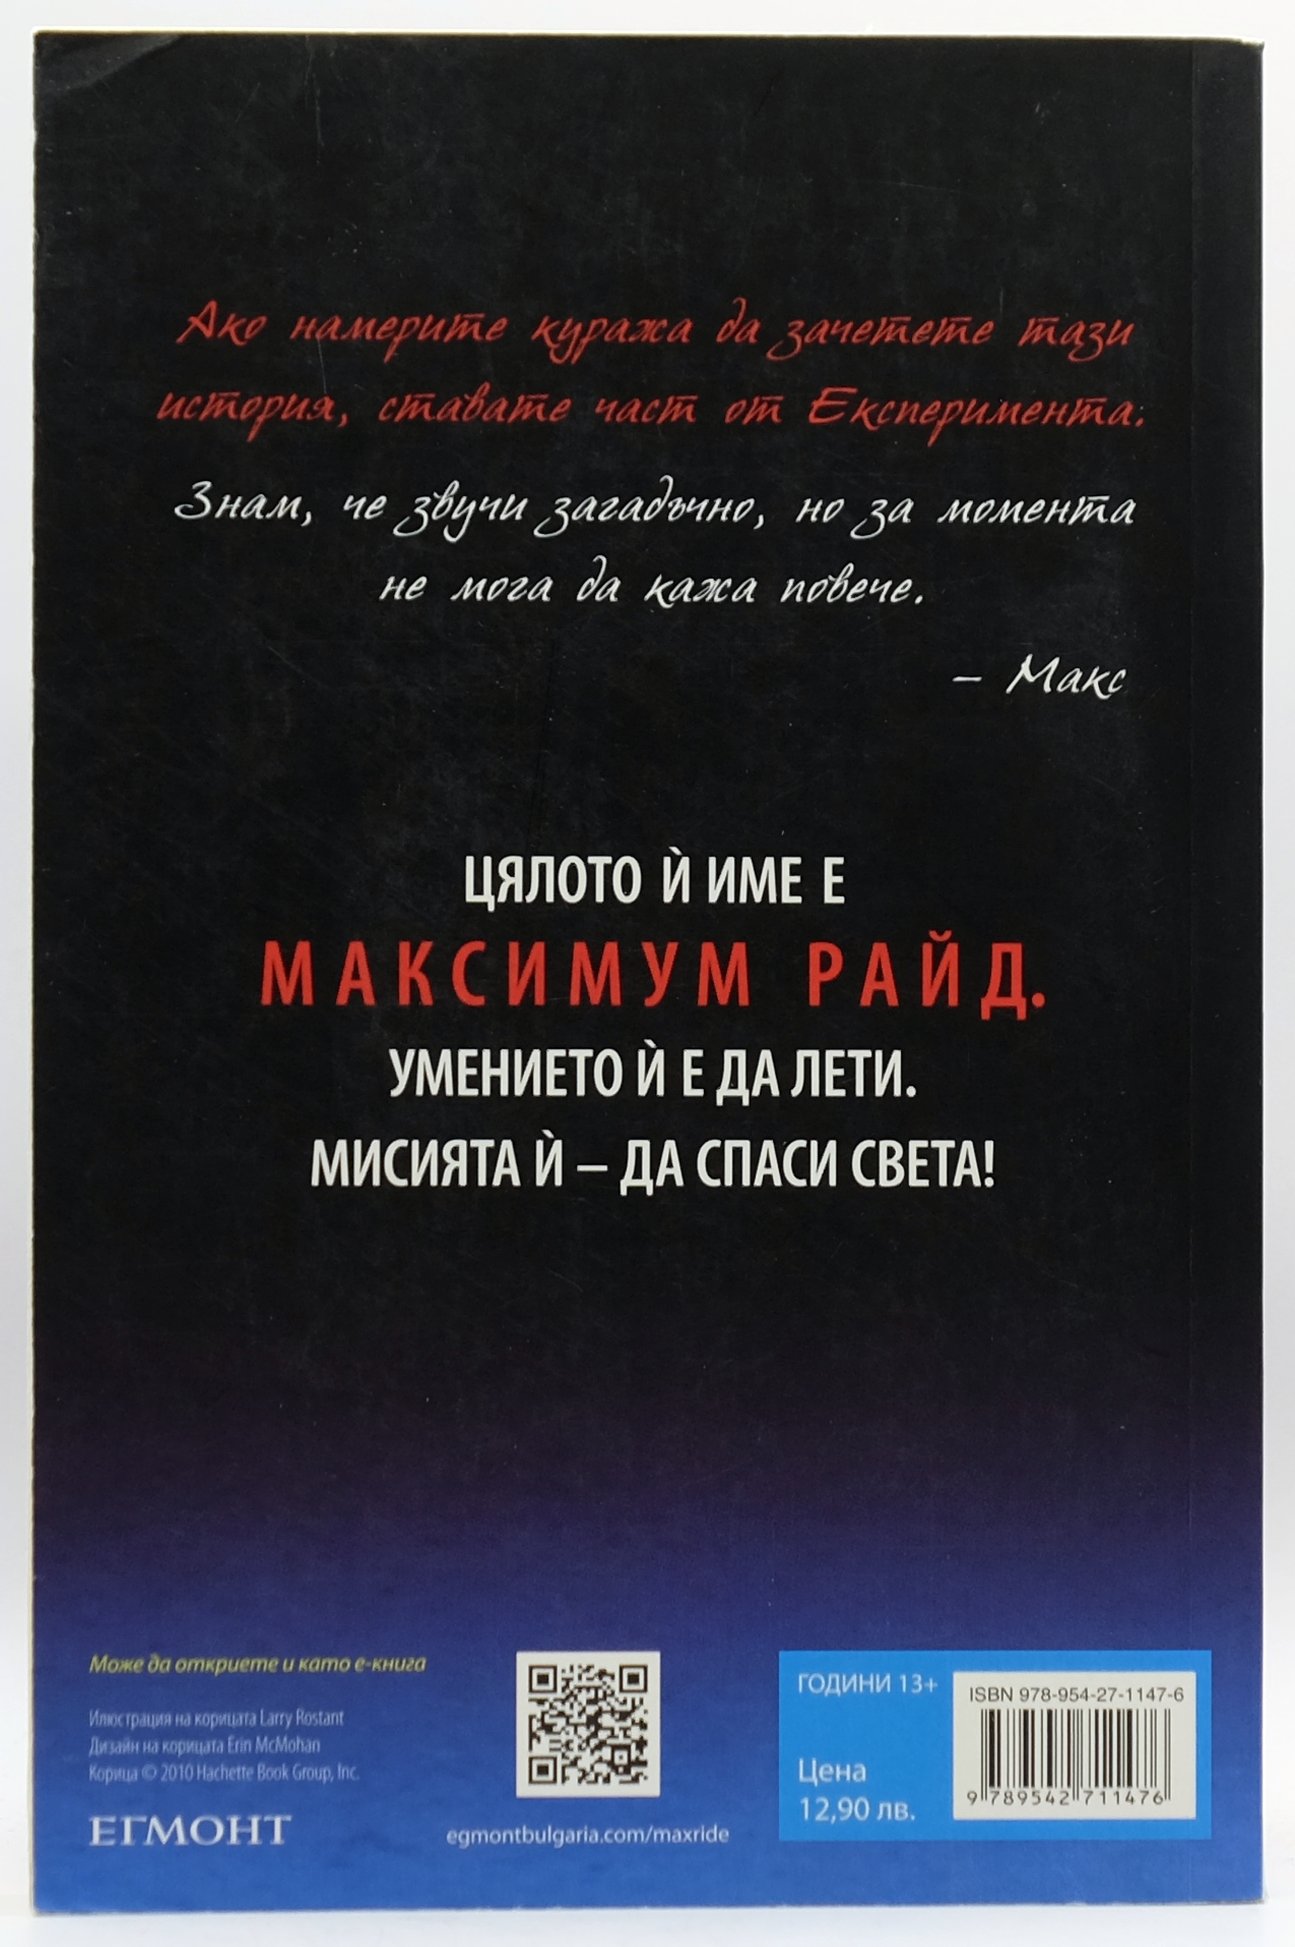 Ако намерите куража да зачетете тази
история, ставате част от Експеримента.
Знам, че звучи загадъчно, но за момента
не мога да кажа повече.
– Макс
ЦЯЛОТО Ѝ ИМЕ Е
МАКСИМУМ РАЙД.
УМЕНИЕТО Ѝ Е ДА ЛЕТИ.
МИСИЯТА Ѝ – ДА СПАСИ СВЕТА!
Може да откриете и като е-книга
Илюстрация на корицата Larry Rostant
Дизайн на корицата Erin McMohan
Корица © 2010 Hachette Book Group, Inc.
ЕГМОНТ
egmontbulgaria.com/maxride
ГОДИНИ 13+
Цена
12,90 лв.
ISBN 978-954-27-1147-6
9 789542 711476